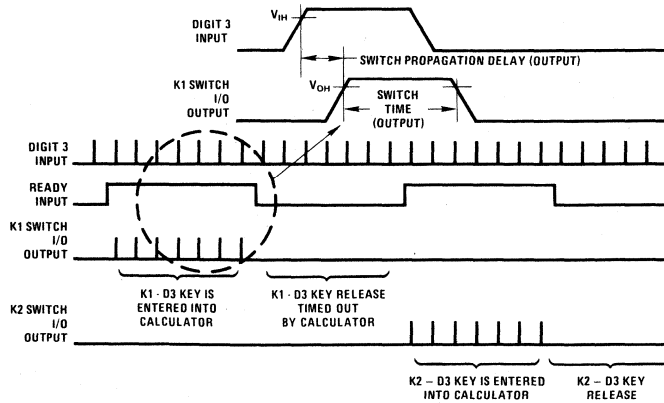 DIGIT 3
INPUT
VIH
SWITCH PROPAGATION DELAY (OUTPUT)
K1 SWITCH
I/O
OUTPUT
VOH
SWITCH
TIME
(OUTPUT)
DIGIT 3
INPUT
READY
INPUT
K1 SWITCH
I/O
OUTPUT
K1 - D3 KEY IS
ENTERED INTO
CALCULATOR
K1 - D3 KEY RELEASE
TIMED OUT
BY CALCULATOR
K2 SWITCH
I/O
OUTPUT
K2 – D3 KEY IS ENTERED
INTO CALCULATOR
K2 – D3 KEY
RELEASE